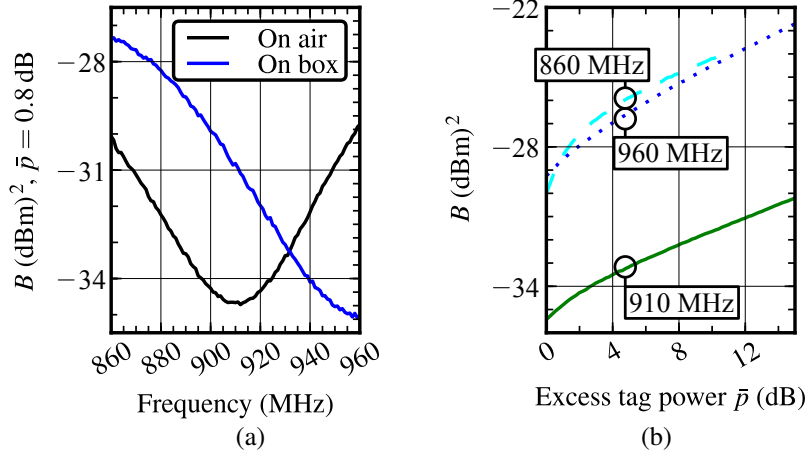 B (dBm)², p̄ = 0.8 dB
−28
−31
−34
On air
On box
860
880
900
920
940
960
Frequency (MHz)
(a)
B (dBm)²
−22
−28
−34
860 MHz
960 MHz
910 MHz
0
4
8
12
Excess tag power p̄ (dB)
(b)